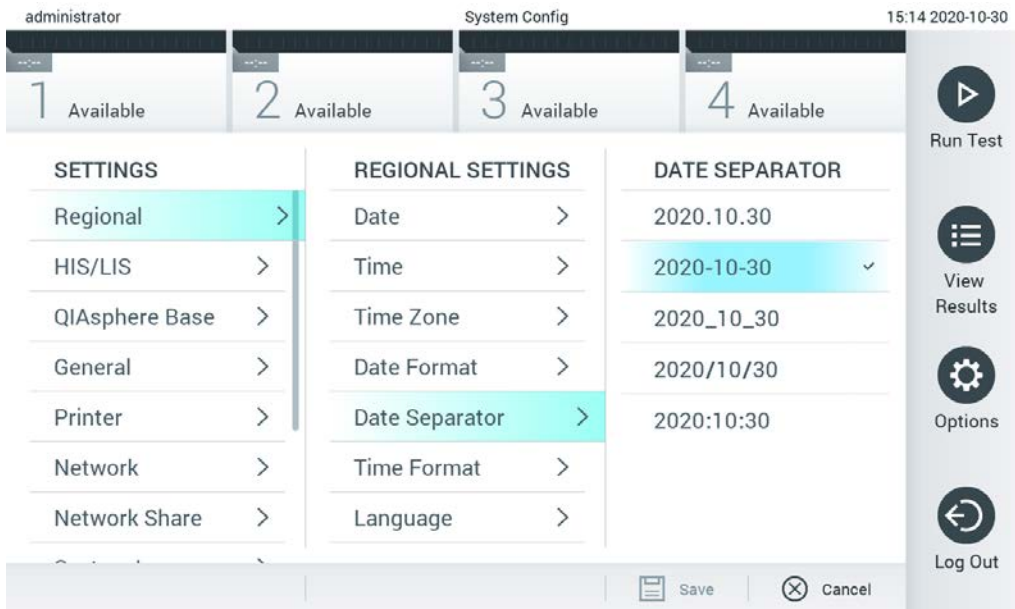 administrator
System Config
15:14 2020-10-30
--:--
1 Available
--:--
2 Available
--:--
3 Available
--:--
4 Available
SETTINGS
Regional
HIS/LIS
QIAsphere Base
General
Printer
Network
Network Share
REGIONAL SETTINGS
Date
Time
Time Zone
Date Format
Date Separator
Time Format
Language
DATE SEPARATOR
2020.10.30
2020-10-30
2020_10_30
2020/10/30
2020:10:30
Run Test
View
Results
Options
Log Out
Save
Cancel